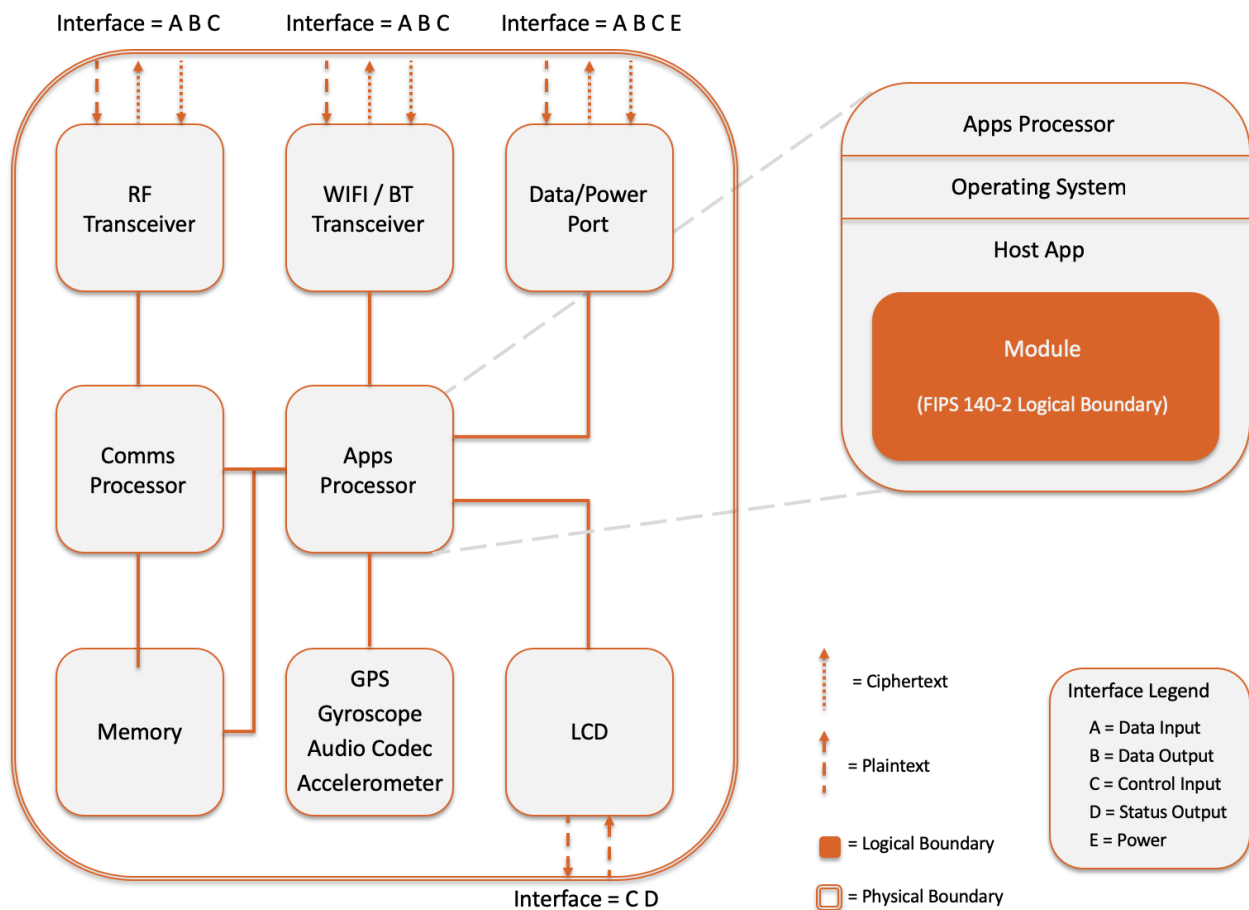 Interface = A B C
Interface = A B C
Interface = A B C E
RF
Transceiver
WIFI / BT
Transceiver
Data/Power
Port
Comms
Processor
Apps
Processor
Memory
GPS
Gyroscope
Audio Codec
Accelerometer
LCD
Interface = C D
Apps Processor
Operating System
Host App
Module
(FIPS 140-2 Logical Boundary)
= Ciphertext
= Plaintext
= Logical Boundary
= Physical Boundary
Interface Legend
A = Data Input
B = Data Output
C = Control Input
D = Status Output
E = Power